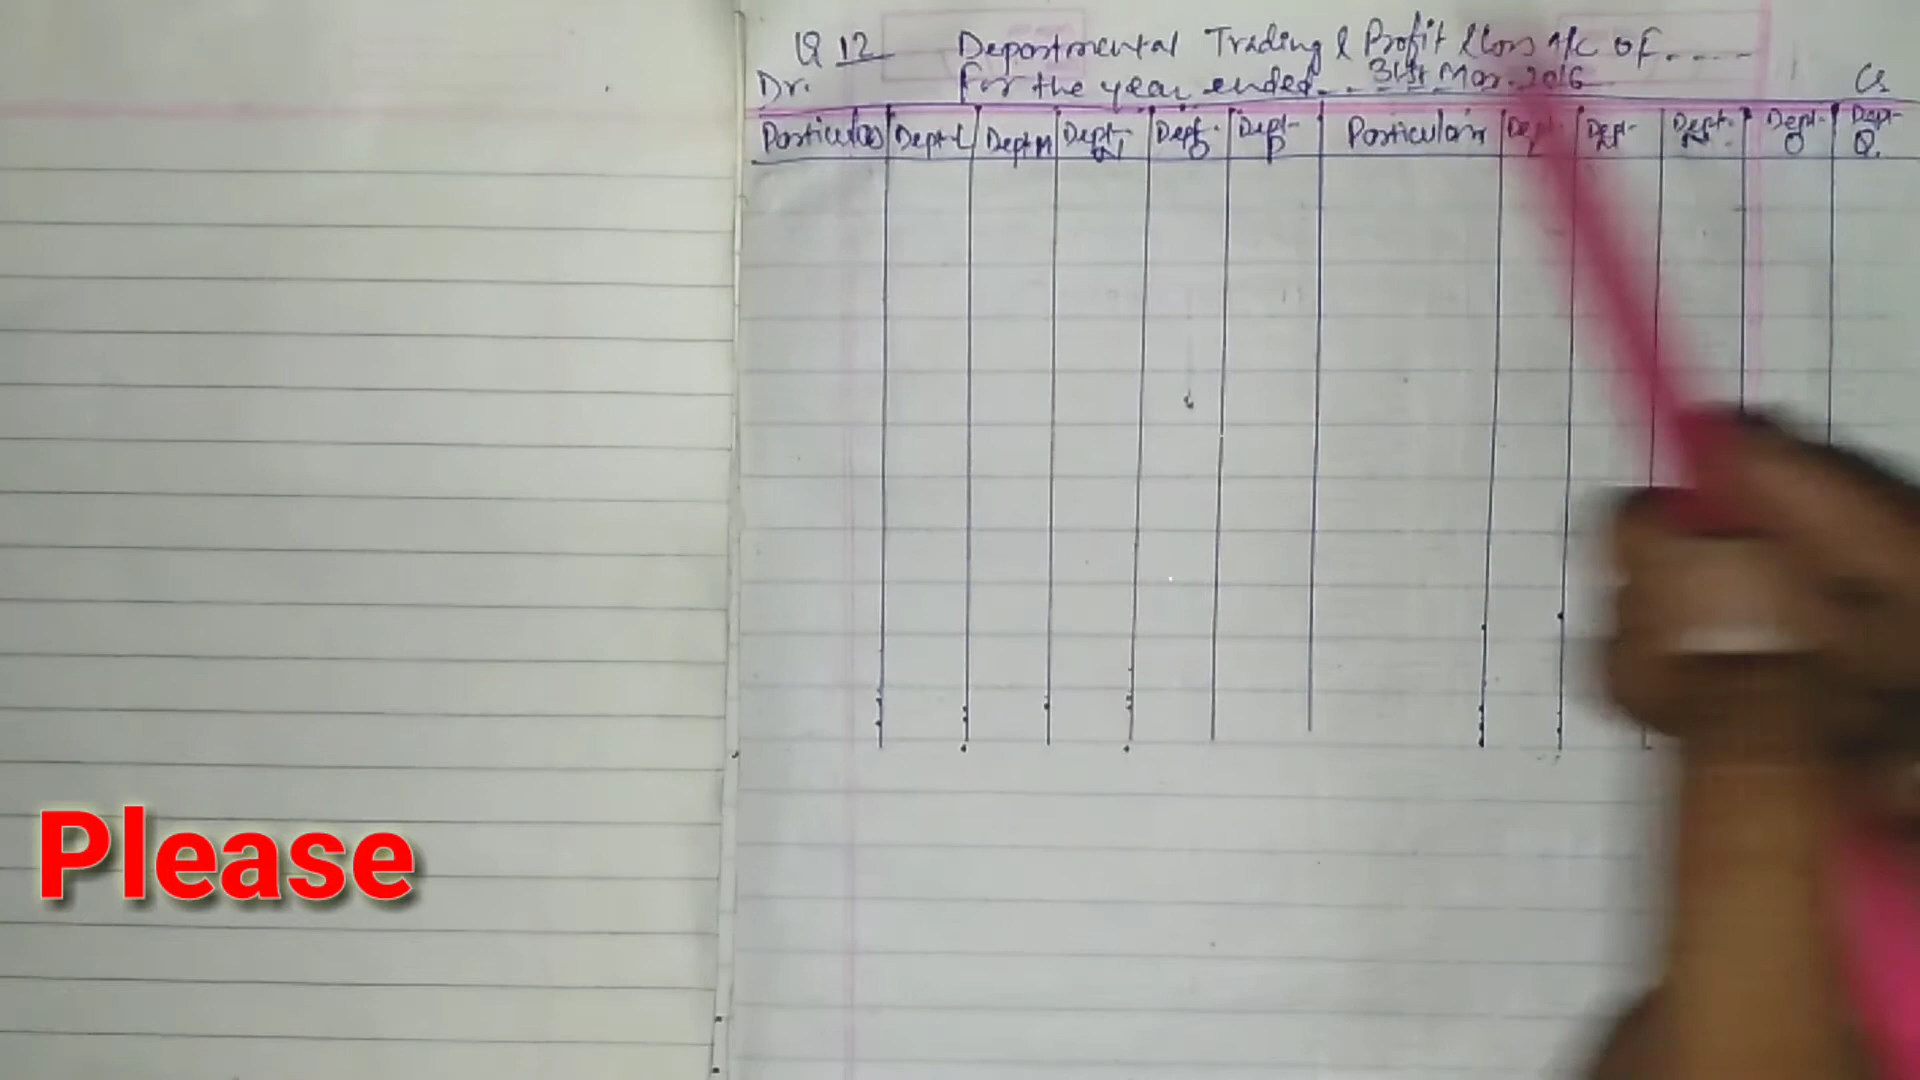 Q 12 Departmental Trading & Profit & Loss A/c of.....
Dr. For the year ended... 31st Mar. 2016 Cr
Particulars Dept-L Dept M Dept- N Dept- O Dept- P Particulars Dept- L Dept- M Dept- N Dept- O Dept- Q.
Please